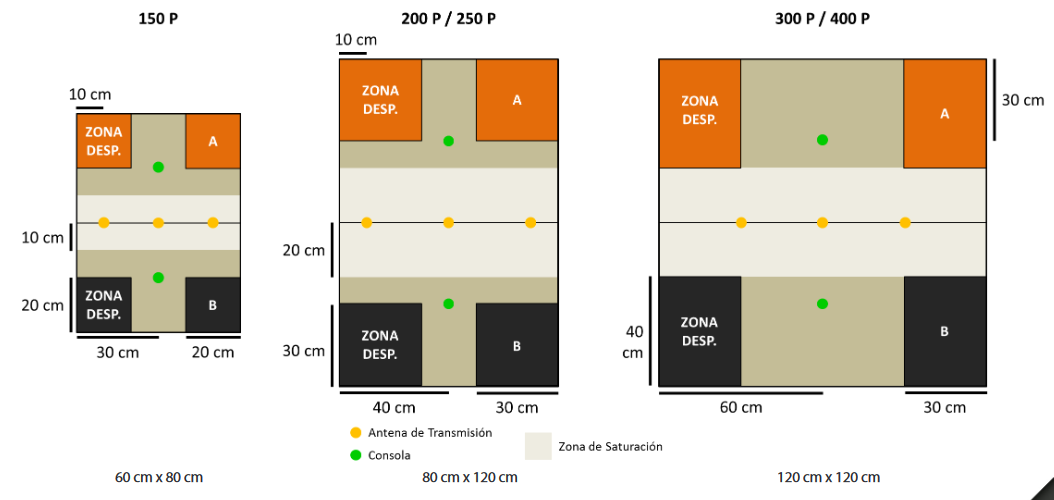 150 P
10 cm
ZONA
DESP.
A
10 cm
20 cm
ZONA
DESP.
B
30 cm
20 cm
60 cm x 80 cm
200 P / 250 P
10 cm
ZONA
DESP.
A
20 cm
30 cm
ZONA
DESP.
B
40 cm
30 cm
Antena de Transmisión
Consola
Zona de Saturación
80 cm x 120 cm
300 P / 400 P
ZONA
DESP.
A
30 cm
40
cm
ZONA
DESP.
B
60 cm
30 cm
120 cm x 120 cm